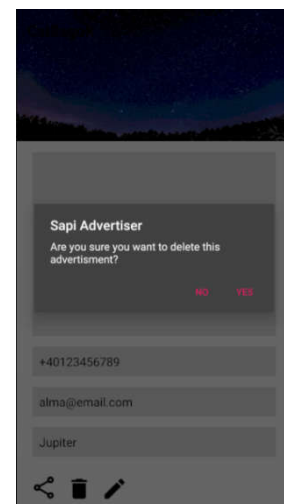 Sapi Advertiser
Are you sure you want to delete this
advertisment?
NO YES
+40123456789
alma@email.com
Jupiter